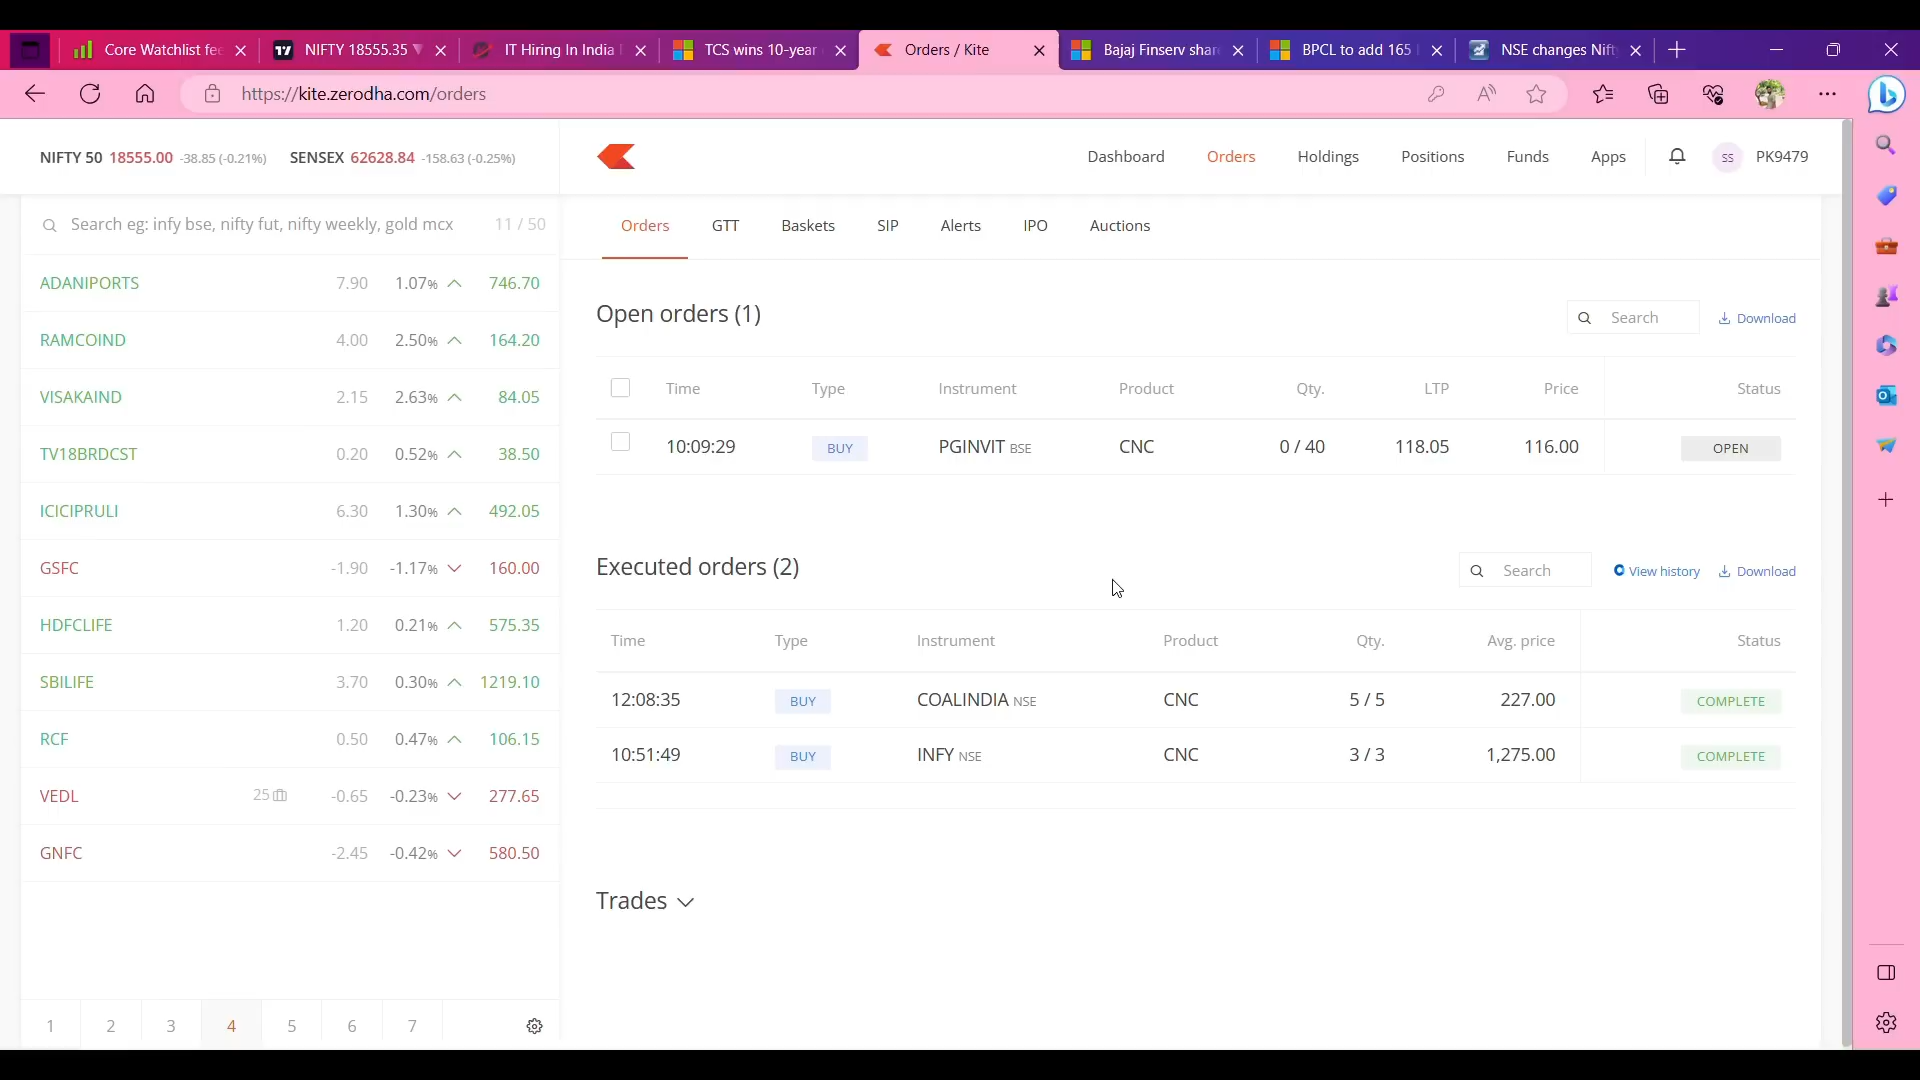 Core Watchlist fe
NIFTY 18555.35
IT Hiring In India
TCS wins 10-year
Orders / Kite
Bajaj Finserv shar
BPCL to add 165
NSE changes Nift
https://kite.zerodha.com/orders
NIFTY 50 18555.00 -38.85 (-0.21%) SENSEX 62628.84 -158.63 (-0.25%)
Dashboard Orders Holdings Positions Funds Apps SS PK9479
Search eg: infy bse, nifty fut, nifty weekly, gold mcx 11 / 50
ADANIPORTS 7.90 1.07% 746.70
RAMCOIND 4.00 2.50% 164.20
VISAKAIND 2.15 2.63% 84.05
TV18BRDCST 0.20 0.52% 38.50
ICICIPRULI 6.30 1.30% 492.05
GSFC -1.90 -1.17% 160.00
HDFCLIFE 1.20 0.21% 575.35
SBILIFE 3.70 0.30% 1219.10
RCF 0.50 0.47% 106.15
VEDL 25 -0.65 -0.23% 277.65
GNFC -2.45 -0.42% 580.50
1 2 3 4 5 6 7
Orders GTT Baskets SIP Alerts IPO Auctions
Open orders (1)
Search Download
Time Type Instrument Product Qty. LTP Price Status
10:09:29 BUY PGINVIT BSE CNC 0 / 40 118.05 116.00 OPEN
Executed orders (2)
Search View history Download
Time Type Instrument Product Qty. Avg. price Status
12:08:35 BUY COALINDIA NSE CNC 5 / 5 227.00 COMPLETE
10:51:49 BUY INFY NSE CNC 3 / 3 1,275.00 COMPLETE
Trades